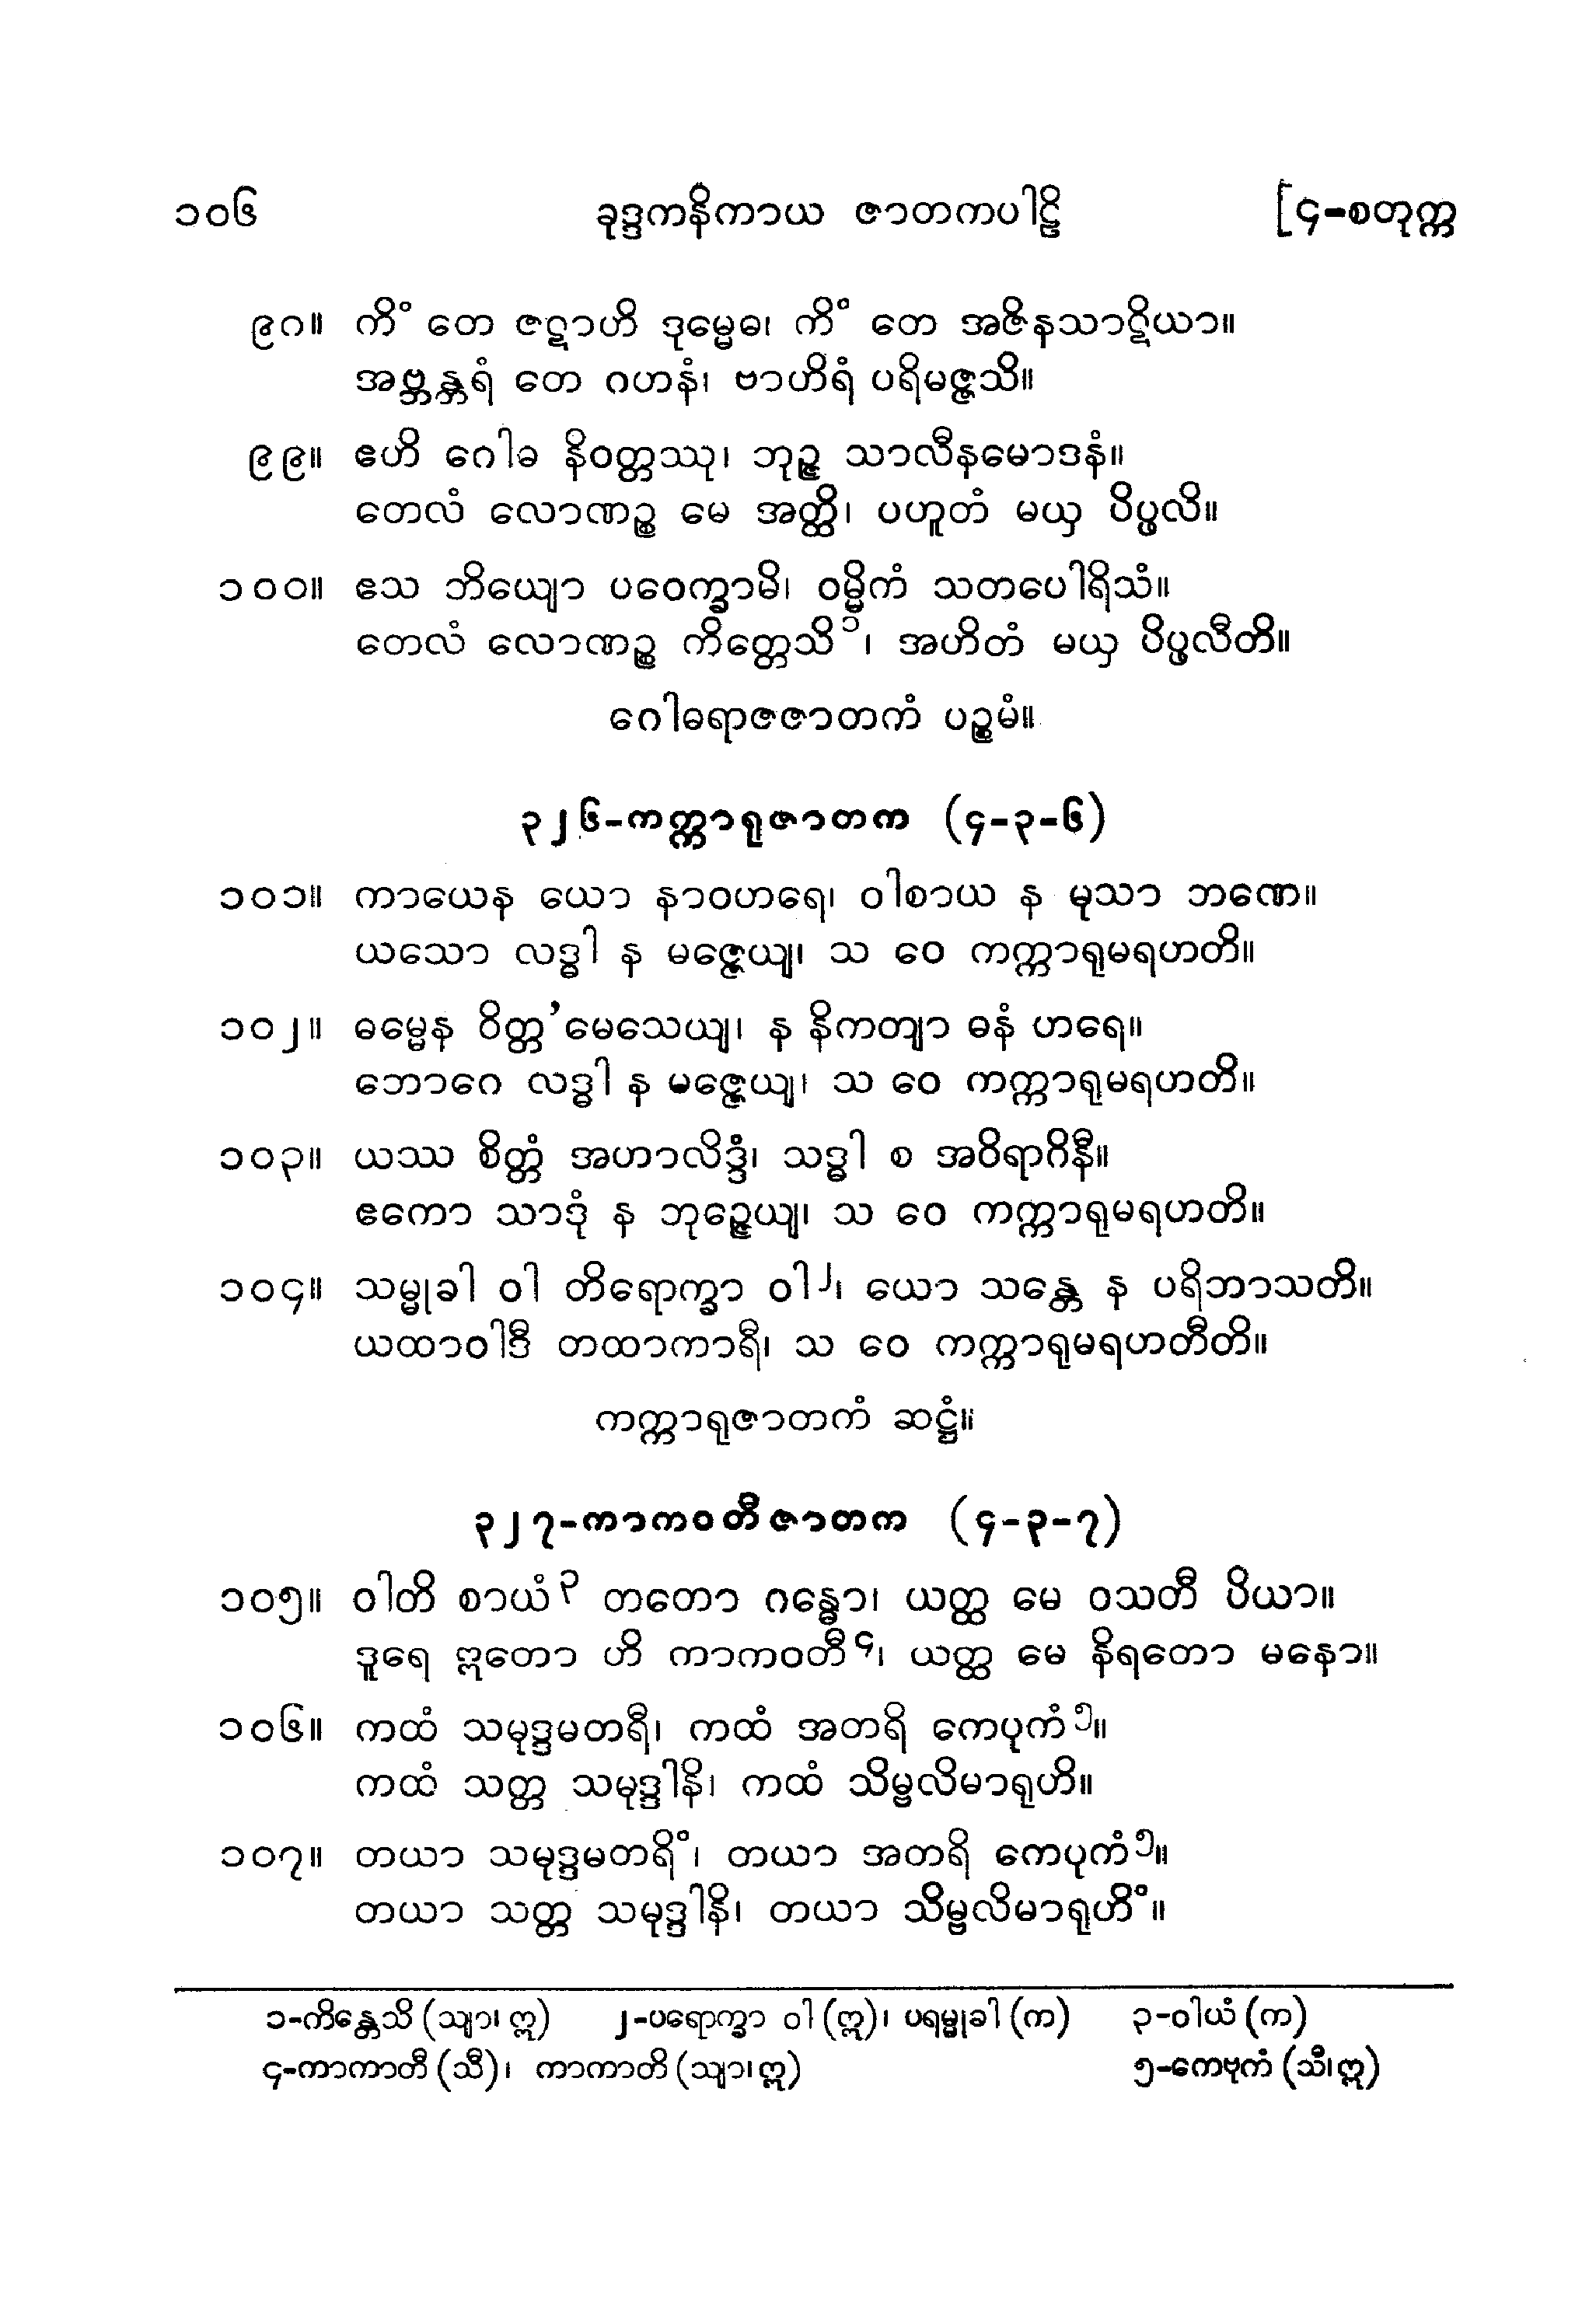 ၁၀၆ ခုဒ္ဒကနိကာယ ဇာတကပါဠိ [၄-စတုက္က
၉၈။ ကိံ တေ ဇဋာဟိ ဒုမ္မေဓ၊ ကိံ တေ အဇိနသာဋိယာ။
အဗ္ဘန္တရံ တေ ဂဟနံ၊ ဗာဟိရံ ပရိမဇ္ဇသိ။
၉၉။ ဧဟိ ဂေါဓ နိဝတ္တဿု၊ ဘုဉ္ဇ သာလီနမောဒနံ။
တေလံ လောဏဉ္စ မေ အတ္ထိ၊ ပဟူတံ မယှ ပိပ္ဖလိ။
၁၀၀။ ဧသ ဘိယျော ပဝေက္ခာမိ၊ ဝမ္မိကံ သတပေါရိသံ။
တေလံ လောဏဉ္စ ကိတ္တေသိ ၁၊ အဟိတံ မယှ ပိပ္ဖလီတိ။
ဂေါဓရာဇဇာတကံ ပဉ္စမံ။
၃၂၆-ကက္ကာရုဇာတက (၄-၃-၆)
၁၀၁။ ကာယေန ယော နာဝဟရေ၊ ဝါစာယ န မုသာ ဘဏေ။
ယသော လဒ္ဓါ န မဇ္ဇေယျ၊ သ ဝေ ကက္ကာရုမရဟတိ။
၁၀၂။ ဓမ္မေန ဝိတ္တ’မေသေယျ၊ န နိကတျာ ဓနံ ဟရေ။
ဘောဂေ လဒ္ဓါ န မဇ္ဇေယျ၊ သ ဝေ ကက္ကာရုမရဟတိ။
၁၀၃။ ယဿ စိတ္တံ အဟာလိဒ္ဒံ၊ သဒ္ဓါ စ အဝိရာဂိနီ။
ဧကော သာဒုံ န ဘုဉ္ဇေယျ၊ သ ဝေ ကက္ကာရုမရဟတိ။
၁၀၄။ သမ္မုခါ ဝါ တိရောက္ခာ ဝါ ၂၊ ယော သန္တေ န ပရိဘာသတိ။
ယထာဝါဒီ တထာကာရီ၊ သ ဝေ ကက္ကာရုမရဟတီတိ။
ကက္ကာရုဇာတကံ ဆဋ္ဌံ။
၃၂၇-ကာကဝတီဇာတက (၄-၃-၇)
၁၀၅။ ဝါတိ စာယံ ၃ တတော ဂန္ဓော၊ ယတ္ထ မေ ဝသတီ ပိယာ။
ဒူရေ ဣတော ဟိ ကာကဝတီ ၄၊ ယတ္ထ မေ နိရတော မနော။
၁၀၆။ ကထံ သမုဒ္ဒမတရီ၊ ကထံ အတရိ ကေပုကံ ၅။
ကထံ သတ္တ သမုဒ္ဒါနိ၊ ကထံ သိမ္ဗလိမာရုဟိ။
၁၀၇။ တယာ သမုဒ္ဒမတရိံ၊ တယာ အတရိ ကေပုကံ ၅။
တယာ သတ္တ သမုဒ္ဒါနိ၊ တယာ သိမ္ဗလိမာရုဟိံ။
၁-ကိန္တေသိ (သျာ၊ ဣ) ၂-ပရောက္ခာ ဝါ (ဣ)၊ ပရမ္မုခါ (က) ၃-ဝါယံ (က)
၄-ကာကာတီ (သီ)၊ ကာကာတိ (သျာ၊ ဣ) ၅-ကေဗုကံ (သီ၊ ဣ)